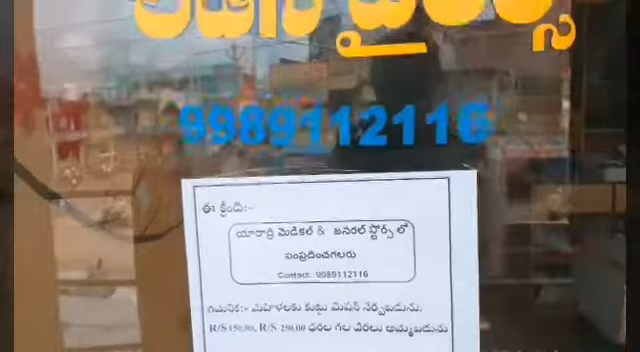 లేడీస్ టైలర్స్
9989112116
ఈ క్రింది:-
యాదాద్రి మెడికల్ & జనరల్ స్టోర్స్ లో
సంప్రదించగలరు
Contact: 9989112116
గమనిక:- మహిళలకు కుట్టు మిషన్ నేర్పబడును.
R/S 150.00, R/S 250.00 ధరల గల చీరలు అమ్మబడును